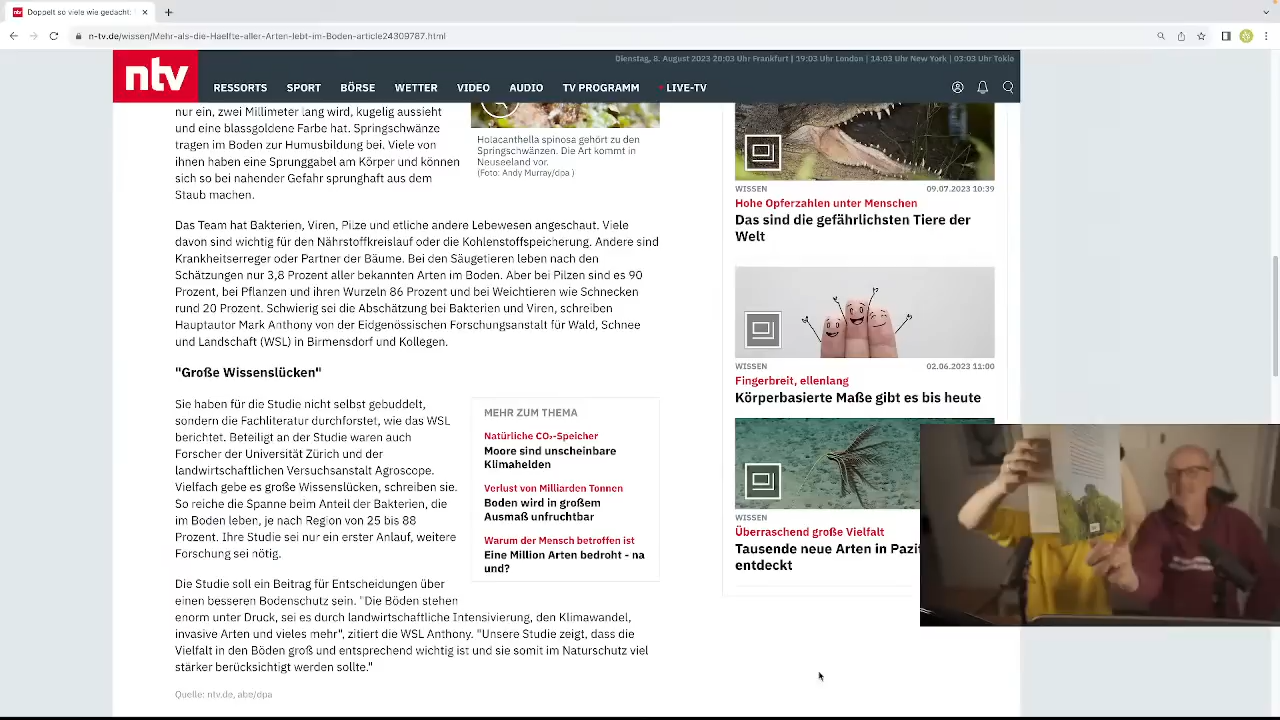 Doppelt so viele wie gedacht:
n-tv.de/wissen/Mehr-als-die-Haelfte-aller-Arten-lebt-im-Boden-article24309787.html
Dienstag, 8. August 2023 20:03 Uhr Frankfurt | 19:03 Uhr London | 14:03 Uhr New York | 03:03 Uhr Tokio
ntv
RESSORTS SPORT BÖRSE WETTER VIDEO AUDIO TV PROGRAMM LIVE-TV
nur ein, zwei Millimeter lang wird, kugelig aussieht
und eine blassgoldene Farbe hat. Springschwänze
tragen im Boden zur Humusbildung bei. Viele von
ihnen haben eine Sprunggabel am Körper und können
sich so bei nahender Gefahr sprunghaft aus dem
Staub machen.
Holacanthella spinosa gehört zu den
Springschwänzen. Die Art kommt in
Neuseeland vor.
(Foto: Andy Murray/dpa )
Das Team hat Bakterien, Viren, Pilze und etliche andere Lebewesen angeschaut. Viele
davon sind wichtig für den Nährstoffkreislauf oder die Kohlenstoffspeicherung. Andere sind
Krankheitserreger oder Partner der Bäume. Bei den Säugetieren leben nach den
Schätzungen nur 3,8 Prozent aller bekannten Arten im Boden. Aber bei Pilzen sind es 90
Prozent, bei Pflanzen und ihren Wurzeln 86 Prozent und bei Weichtieren wie Schnecken
rund 20 Prozent. Schwierig sei die Abschätzung bei Bakterien und Viren, schreiben
Hauptautor Mark Anthony von der Eidgenössischen Forschungsanstalt für Wald, Schnee
und Landschaft (WSL) in Birmensdorf und Kollegen.
"Große Wissenslücken"
Sie haben für die Studie nicht selbst gebuddelt,
sondern die Fachliteratur durchforstet, wie das WSL
berichtet. Beteiligt an der Studie waren auch
Forscher der Universität Zürich und der
landwirtschaftlichen Versuchsanstalt Agroscope.
Vielfach gebe es große Wissenslücken, schreiben sie.
So reiche die Spanne beim Anteil der Bakterien, die
im Boden leben, je nach Region von 25 bis 88
Prozent. Ihre Studie sei nur ein erster Anlauf, weitere
Forschung sei nötig.
MEHR ZUM THEMA
Natürliche CO₂-Speicher
Moore sind unscheinbare
Klimahelden
Verlust von Milliarden Tonnen
Boden wird in großem
Ausmaß unfruchtbar
Warum der Mensch betroffen ist
Eine Million Arten bedroht - na
und?
Die Studie soll ein Beitrag für Entscheidungen über
einen besseren Bodenschutz sein. "Die Böden stehen
enorm unter Druck, sei es durch landwirtschaftliche Intensivierung, den Klimawandel,
invasive Arten und vieles mehr", zitiert die WSL Anthony. "Unsere Studie zeigt, dass die
Vielfalt in den Böden groß und entsprechend wichtig ist und sie somit im Naturschutz viel
stärker berücksichtigt werden sollte."
Quelle: ntv.de, abe/dpa
WISSEN 09.07.2023 10:39
Hohe Opferzahlen unter Menschen
Das sind die gefährlichsten Tiere der
Welt
WISSEN 02.06.2023 11:00
Fingerbreit, ellenlang
Körperbasierte Maße gibt es bis heute
WISSEN
Überraschend große Vielfalt
Tausende neue Arten in
entdeckt